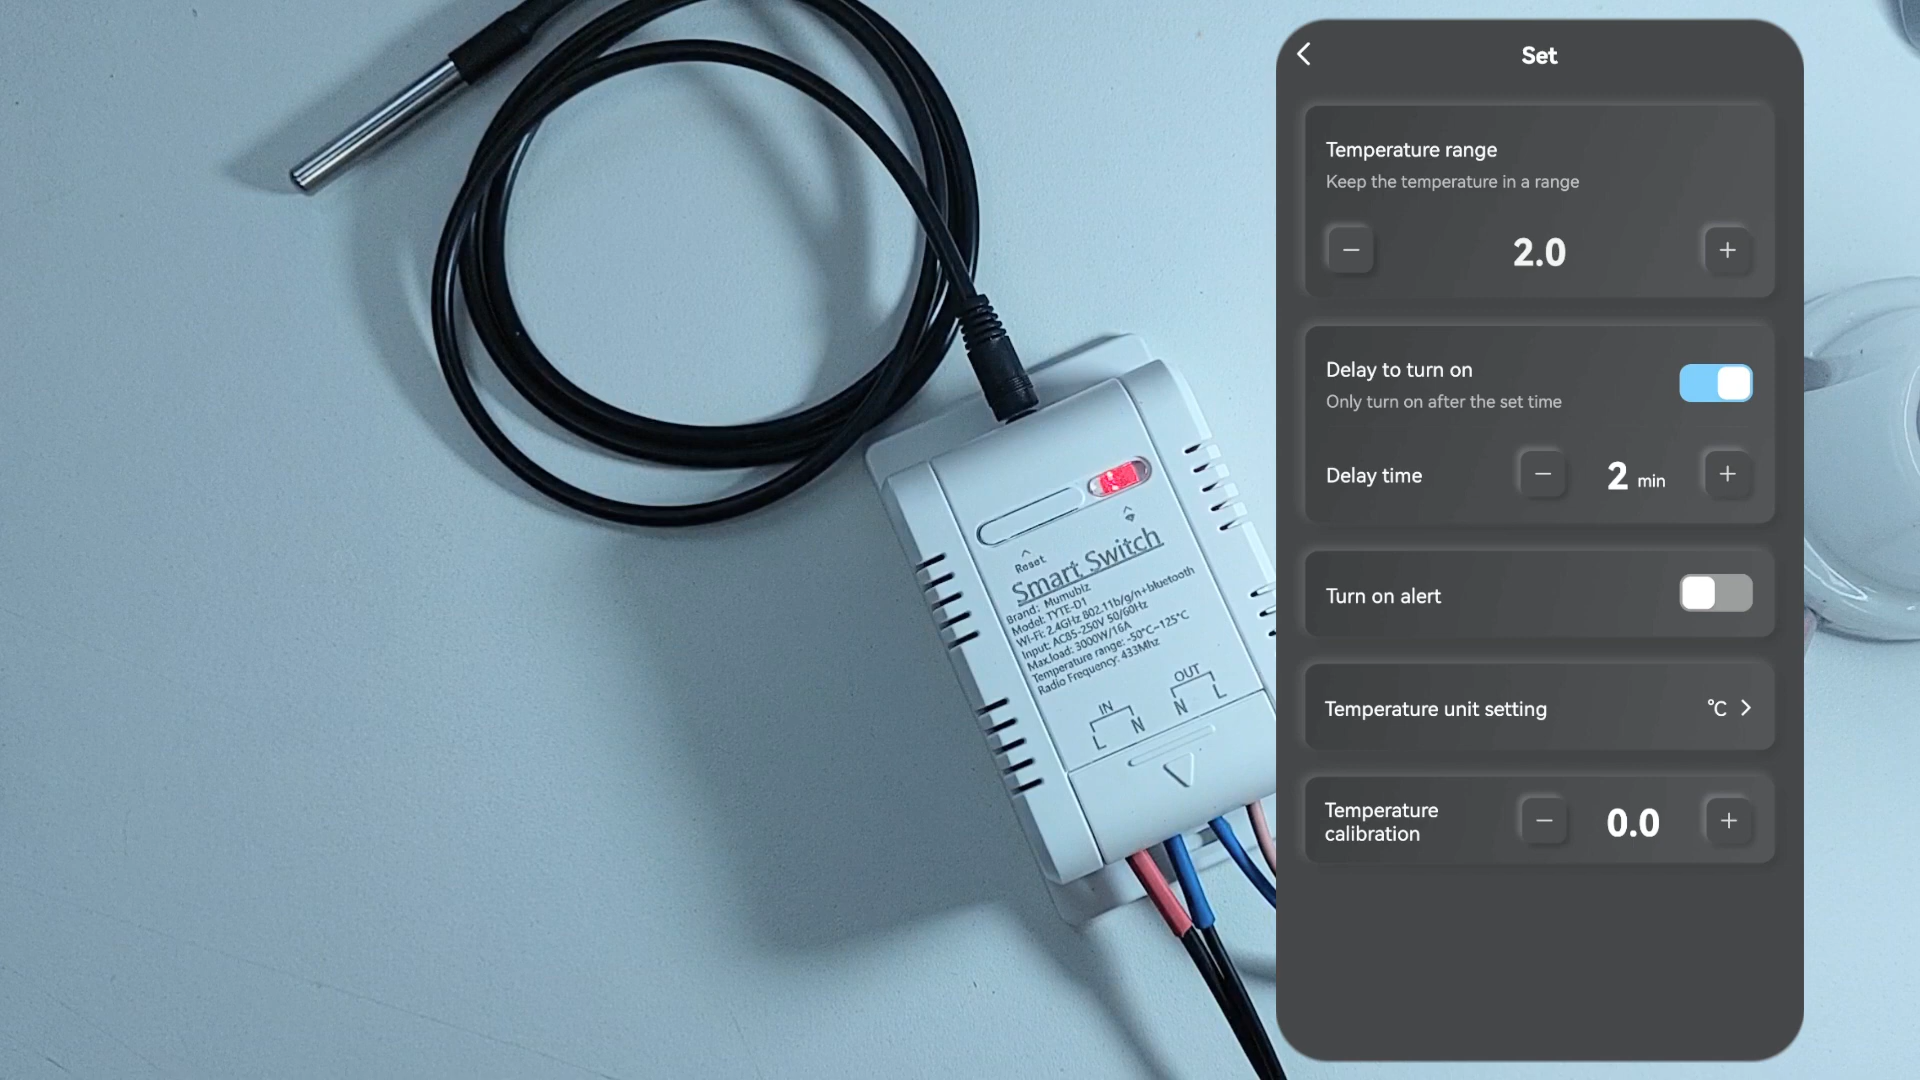 Reset
Smart Switch
Brand: Mumubiz
Model: TYTE-D1
Wi-Fi: 2.4GHz 802.11b/g/n+bluetooth
Input: AC85-250V 50/60Hz
Max.load: 3000W/16A
Temperature range: -50°C~125°C
Radio Frequency: 433Mhz
IN
OUT
L N
N L
Set
Temperature range
Keep the temperature in a range
− 2.0 +
Delay to turn on
Only turn on after the set time
Delay time − 2 min +
Turn on alert
Temperature unit setting °C
Temperature
calibration − 0.0 +